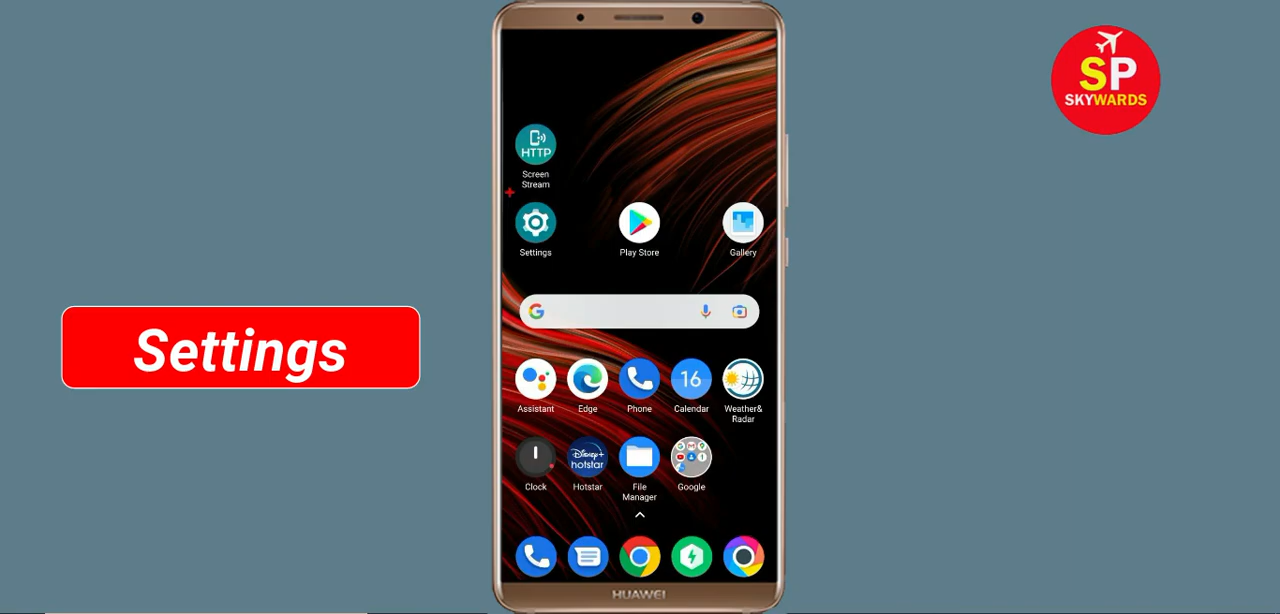 SP
SKYWARDS
HTTP
Screen
Stream
Settings
Play Store
Gallery
Settings
16
Assistant
Edge
Phone
Calendar
Weather&
Radar
Disney+
hotstar
Clock
Hotstar
File
Manager
Google
HUAWEI